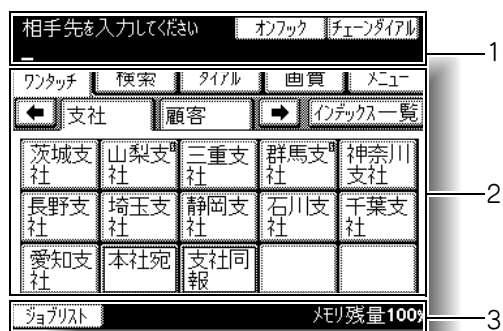 相手先を入力してください オンフック チェーンダイアル
1
ワンタッチ 検索 ダイアル 画質 メニュー
支社 顧客 インデックス一覧
茨城支社 山梨支社 三重支社 群馬支社 神奈川支社
2
長野支社 埼玉支社 静岡支社 石川支社 千葉支社
愛知支社 本社宛 支社同報
ジョブリスト メモリ残量100%
3